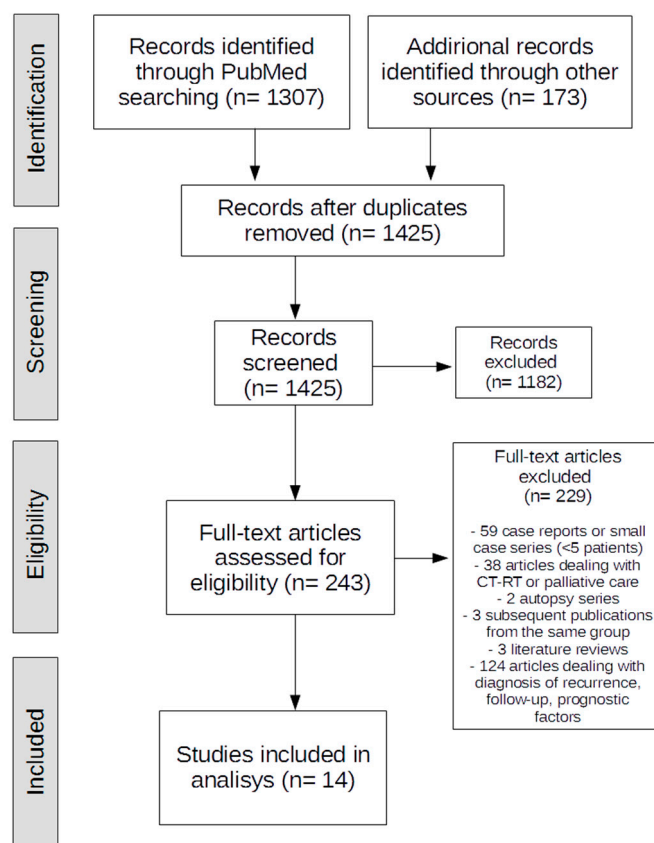 Identification
Records identified
through PubMed
searching (n= 1307)
Addirional records
identified through other
sources (n= 173)
Records after duplicates
removed (n= 1425)
Screening
Records
screened
(n= 1425)
Records
excluded
(n= 1182)
Eligibility
Full-text articles
assessed for
eligibility (n= 243)
Full-text articles
excluded
(n= 229)
- 59 case reports or small
case series (<5 patients)
- 38 articles dealing with
CT-RT or palliative care
- 2 autopsy series
- 3 subsequent publications
from the same group
- 3 literature reviews
- 124 articles dealing with
diagnosis of recurrence,
follow-up, prognostic
factors
Included
Studies included in
analisys (n= 14)